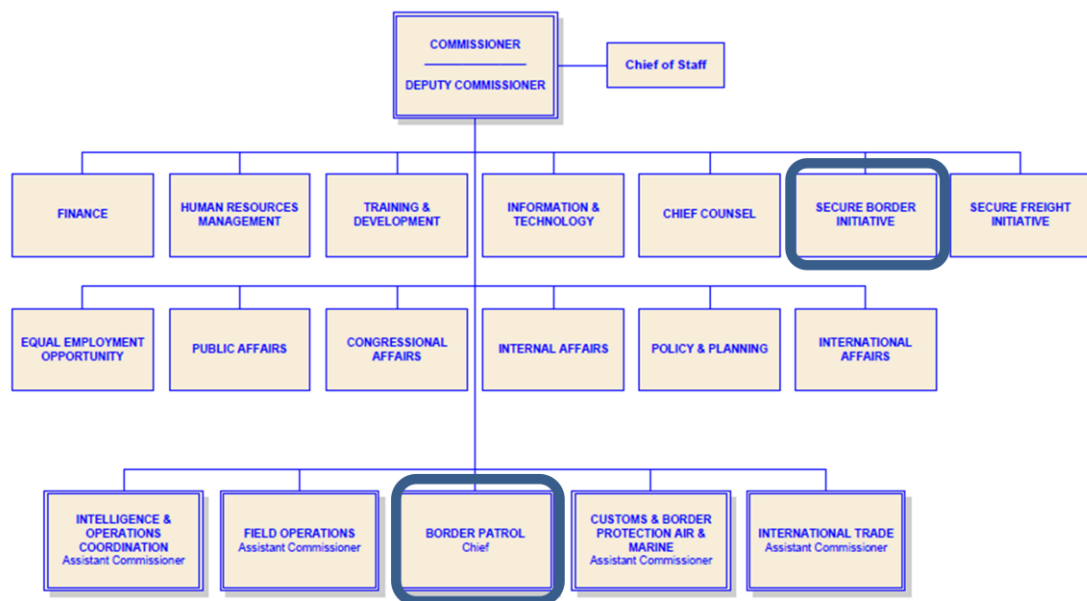 COMMISSIONER
DEPUTY COMMISSIONER
Chief of Staff
FINANCE
HUMAN RESOURCES
MANAGEMENT
TRAINING &
DEVELOPMENT
INFORMATION &
TECHNOLOGY
CHIEF COUNSEL
SECURE BORDER
INITIATIVE
SECURE FREIGHT
INITIATIVE
EQUAL EMPLOYMENT
OPPORTUNITY
PUBLIC AFFAIRS
CONGRESSIONAL
AFFAIRS
INTERNAL AFFAIRS
POLICY & PLANNING
INTERNATIONAL
AFFAIRS
INTELLIGENCE &
OPERATIONS
COORDINATION
Assistant Commissioner
FIELD OPERATIONS
Assistant Commissioner
BORDER PATROL
Chief
CUSTOMS & BORDER
PROTECTION AIR &
MARINE
Assistant Commissioner
INTERNATIONAL TRADE
Assistant Commissioner